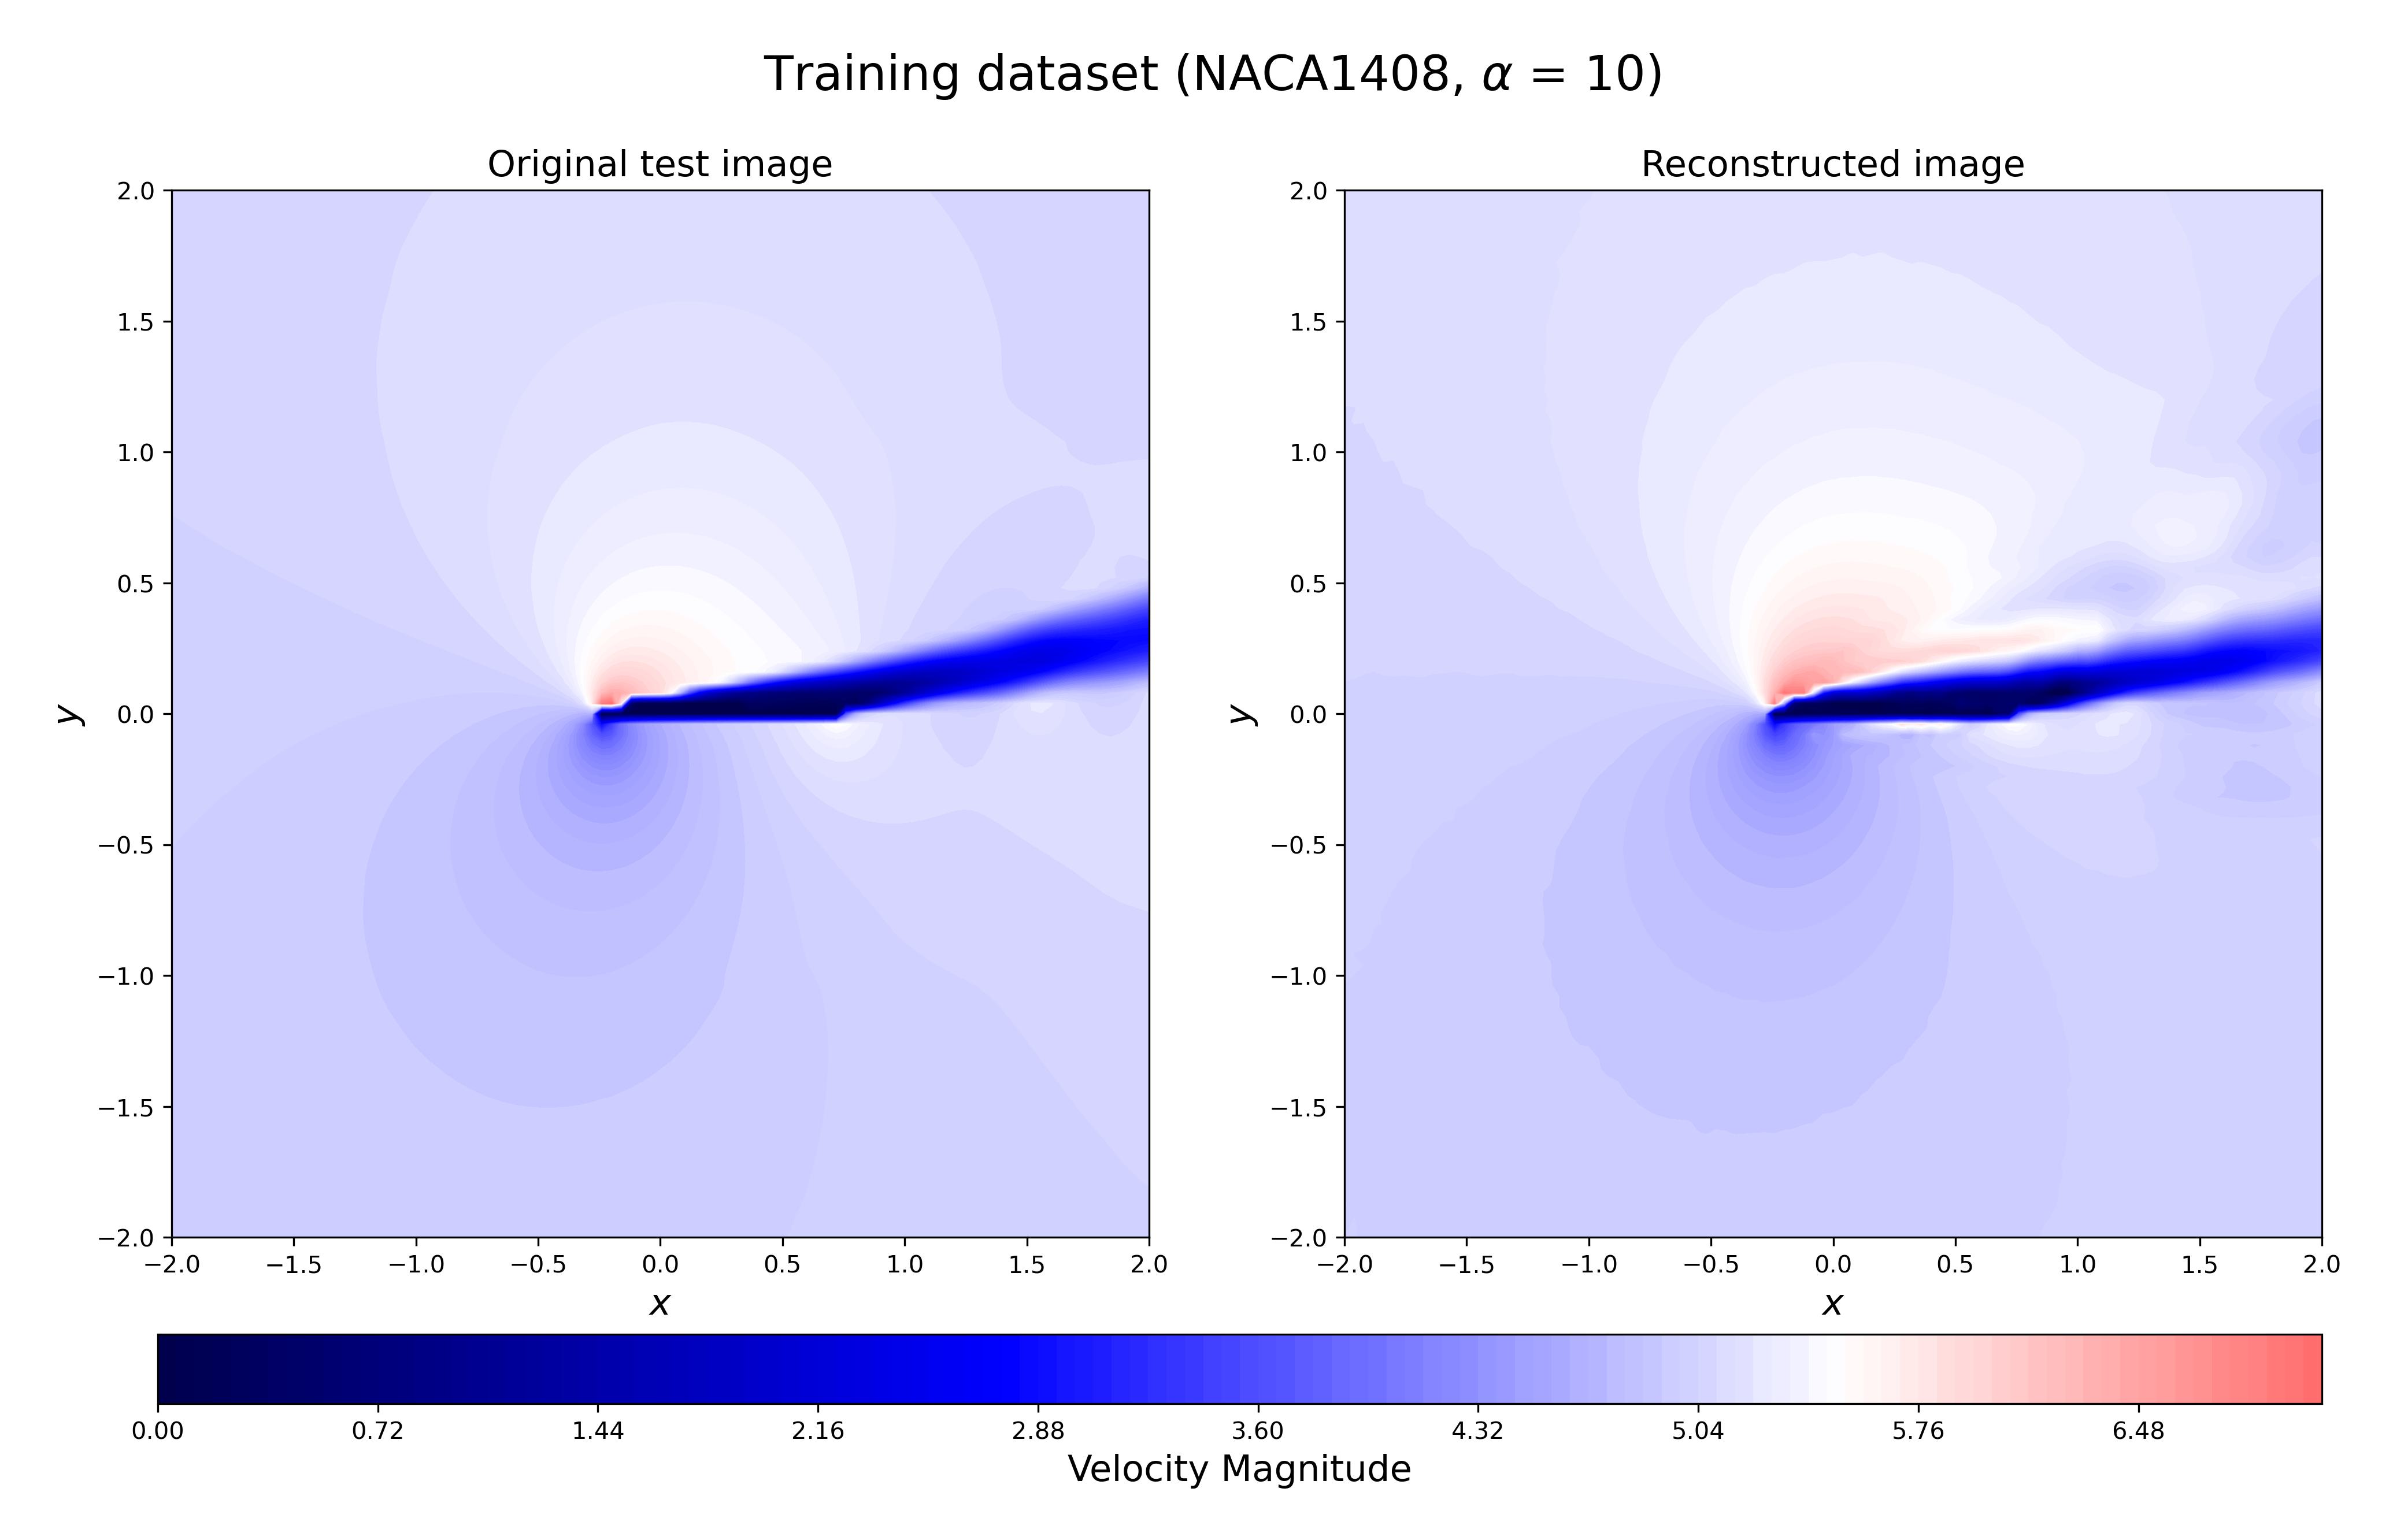 Training dataset (NACA1408, α = 10)
Original test image
Reconstructed image
2.0
1.5
1.0
0.5
0.0
−0.5
−1.0
−1.5
−2.0
y
−2.0 −1.5 −1.0 −0.5 0.0 0.5 1.0 1.5 2.0
x
2.0
1.5
1.0
0.5
0.0
−0.5
−1.0
−1.5
−2.0
y
−2.0 −1.5 −1.0 −0.5 0.0 0.5 1.0 1.5 2.0
x
0.00 0.72 1.44 2.16 2.88 3.60 4.32 5.04 5.76 6.48
Velocity Magnitude